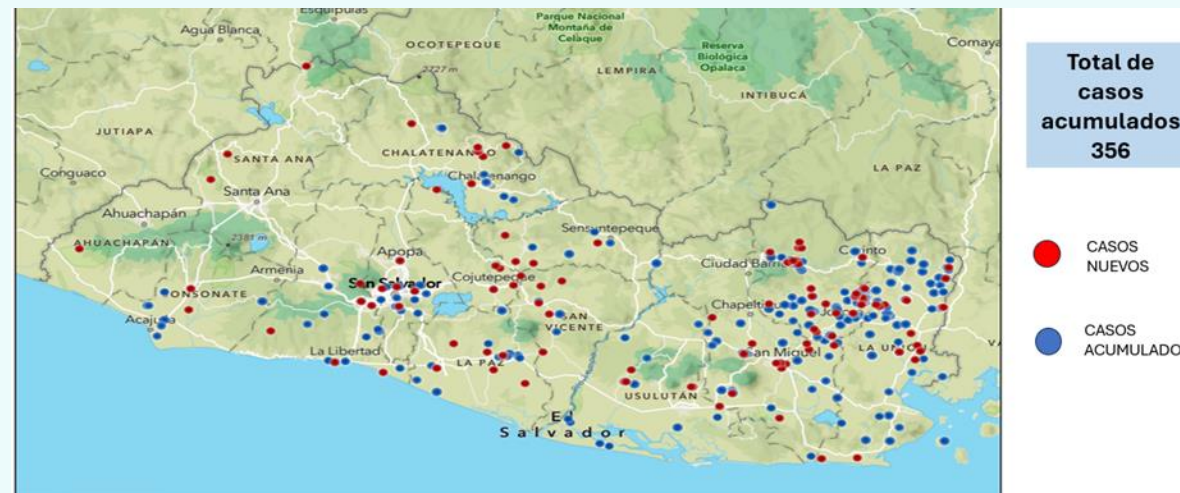 Esquipulas
Agua Blanca
Parque Nacional
Montaña de
Celaque
Reserva
Biológica
Opalaca
Comaya
OCOTEPEQUE
2727 m
LEMPIRA
INTIBUCÁ
JUTIAPA
SANTA ANA
CHALATENANGO
LA PAZ
Conguaco
Chalatenango
Santa Ana
Ahuachapán
Sensuntepeque
AHUACHAPÁN
2381 m
Apopa
Corinto
Ciudad Barrios
Armenia
San Salvador
Cojutepeque
SONSONATE
Chapeltique
Acajutla
SAN
VICENTE
La Libertad
LA PAZ
San Miguel
LA UNIÓN
USULUTÁN
El
Salvador
Total de
casos
acumulados
356
CASOS
NUEVOS
CASOS
ACUMULADO